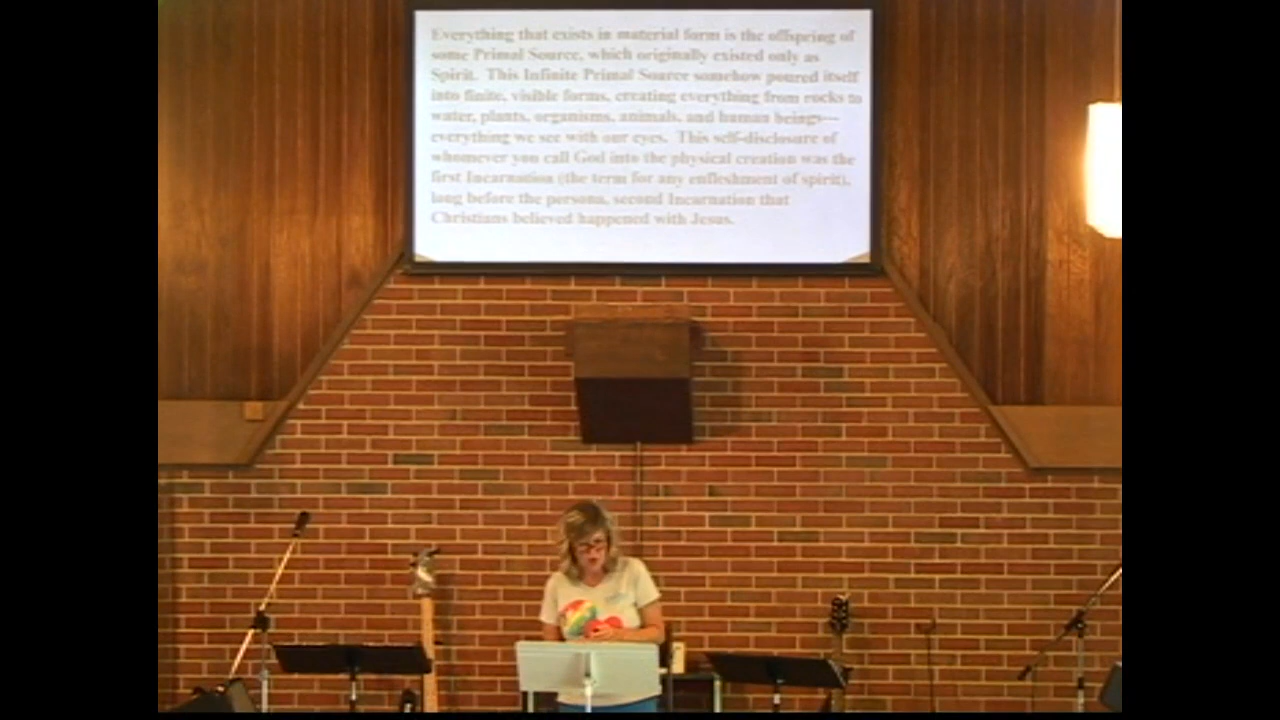 Everything that exists in material form is the offspring of
some Primal Source, which originally existed only as
Spirit. This Infinite Primal Source somehow poured itself
into finite, visible forms, creating everything from rocks to
water, plants, organisms, animals, and human beings—
everything we see with our eyes. This self-disclosure of
whomever you call God into the physical creation was the
first Incarnation (the term for any enfleshment of spirit),
long before the persona, second Incarnation that
Christians believed happened with Jesus.